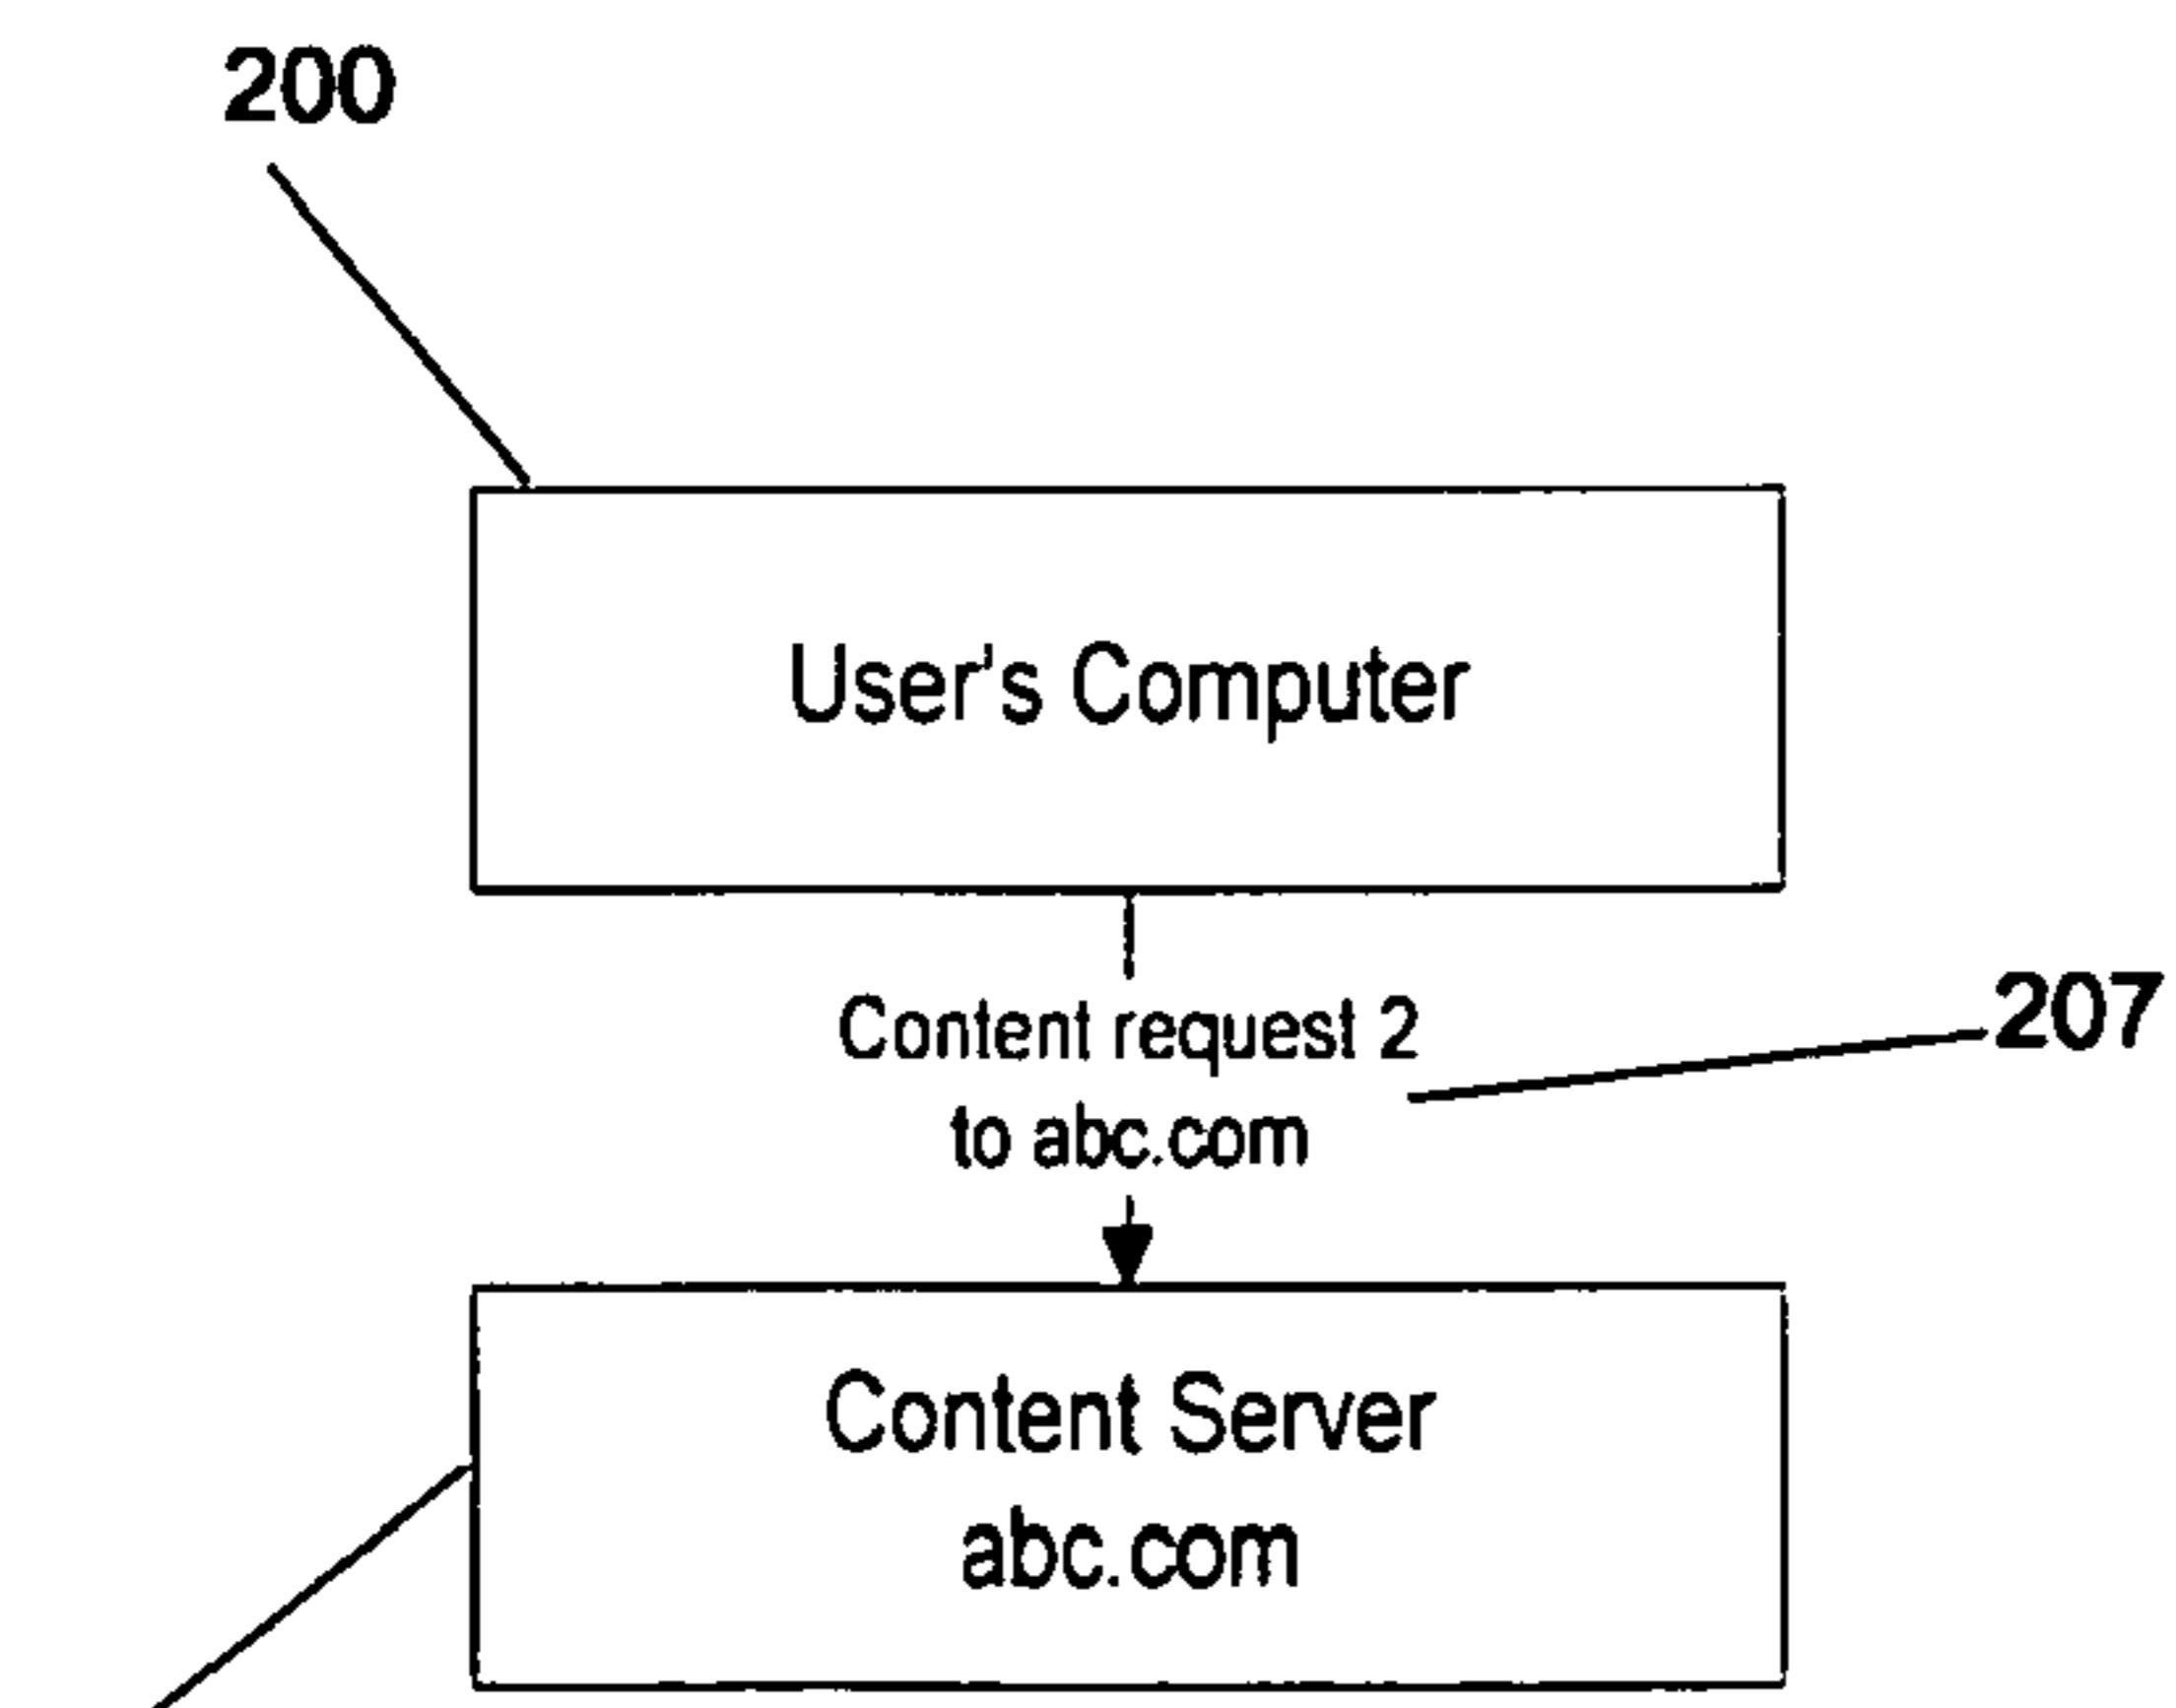 200
User's Computer
Content request 2
207
to abc.com
Content Server
abc.com